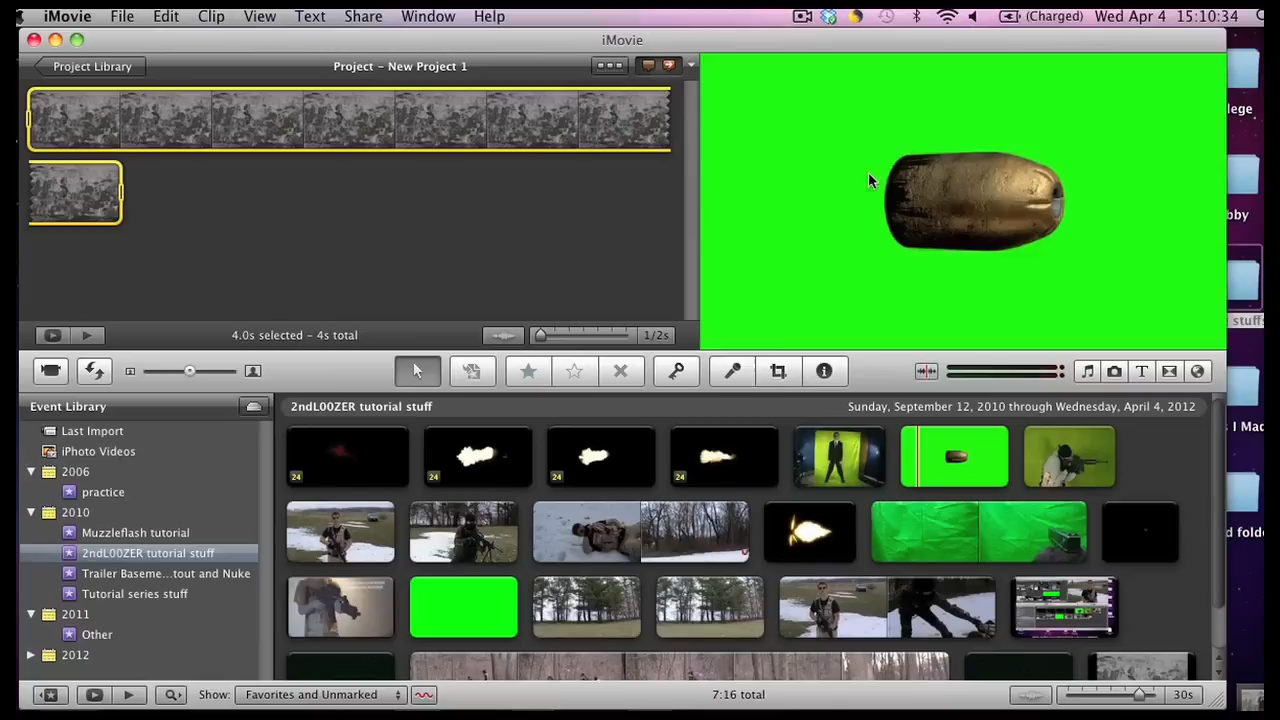 iMovie File Edit Clip View Text Share Window Help (Charged) Wed Apr 4 15:10:34
iMovie
Project Library Project - New Project 1
4.0s selected - 4s total 1/2s
Event Library 2ndL00ZER tutorial stuff Sunday, September 12, 2010 through Wednesday, April 4, 2012
Last Import
iPhoto Videos
2006
practice
2010
Muzzleflash tutorial
2ndL00ZER tutorial stuff
Trailer Baseme...tout and Nuke
Tutorial series stuff
2011
Other
2012
24
24
24
24
Show: Favorites and Unmarked 7:16 total 30s
lege
bby
stuffs
s I Mad
d folder